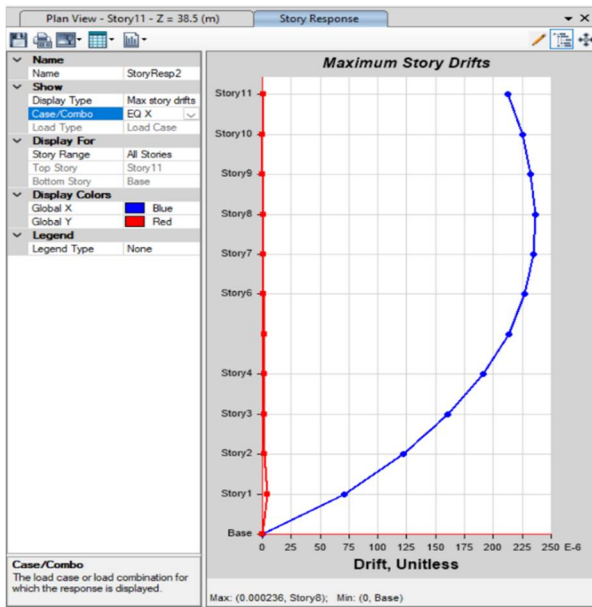 Plan View - Story11 - Z = 38.5 (m)
Story Response
Name
Name StoryResp2
Show
Display Type Max story drifts
Case/Combo EQ X
Load Type Load Case
Display For
Story Range All Stories
Top Story Story11
Bottom Story Base
Display Colors
Global X Blue
Global Y Red
Legend
Legend Type None
Case/Combo
The load case or load combination for
which the response is displayed.
Maximum Story Drifts
Story11
Story10
Story9
Story8
Story7
Story6
Story4
Story3
Story2
Story1
Base
0 25 50 75 100 125 150 175 200 225 250 E-6
Drift, Unitless
Max: (0.000236, Story8); Min: (0, Base)